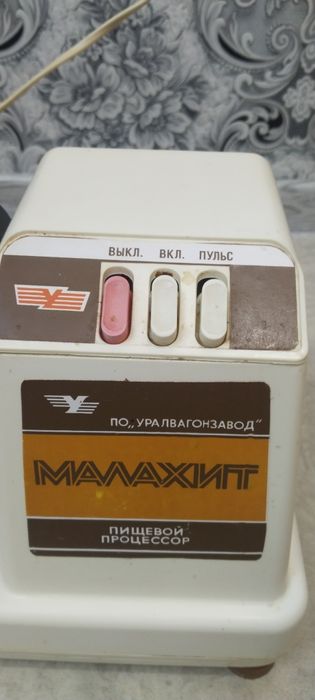 ВЫКЛ. ВКЛ. ПУЛЬС
ПО „УРАЛВАГОНЗАВОД"
МАЛАХИТ
ПИЩЕВОЙ
ПРОЦЕССОР